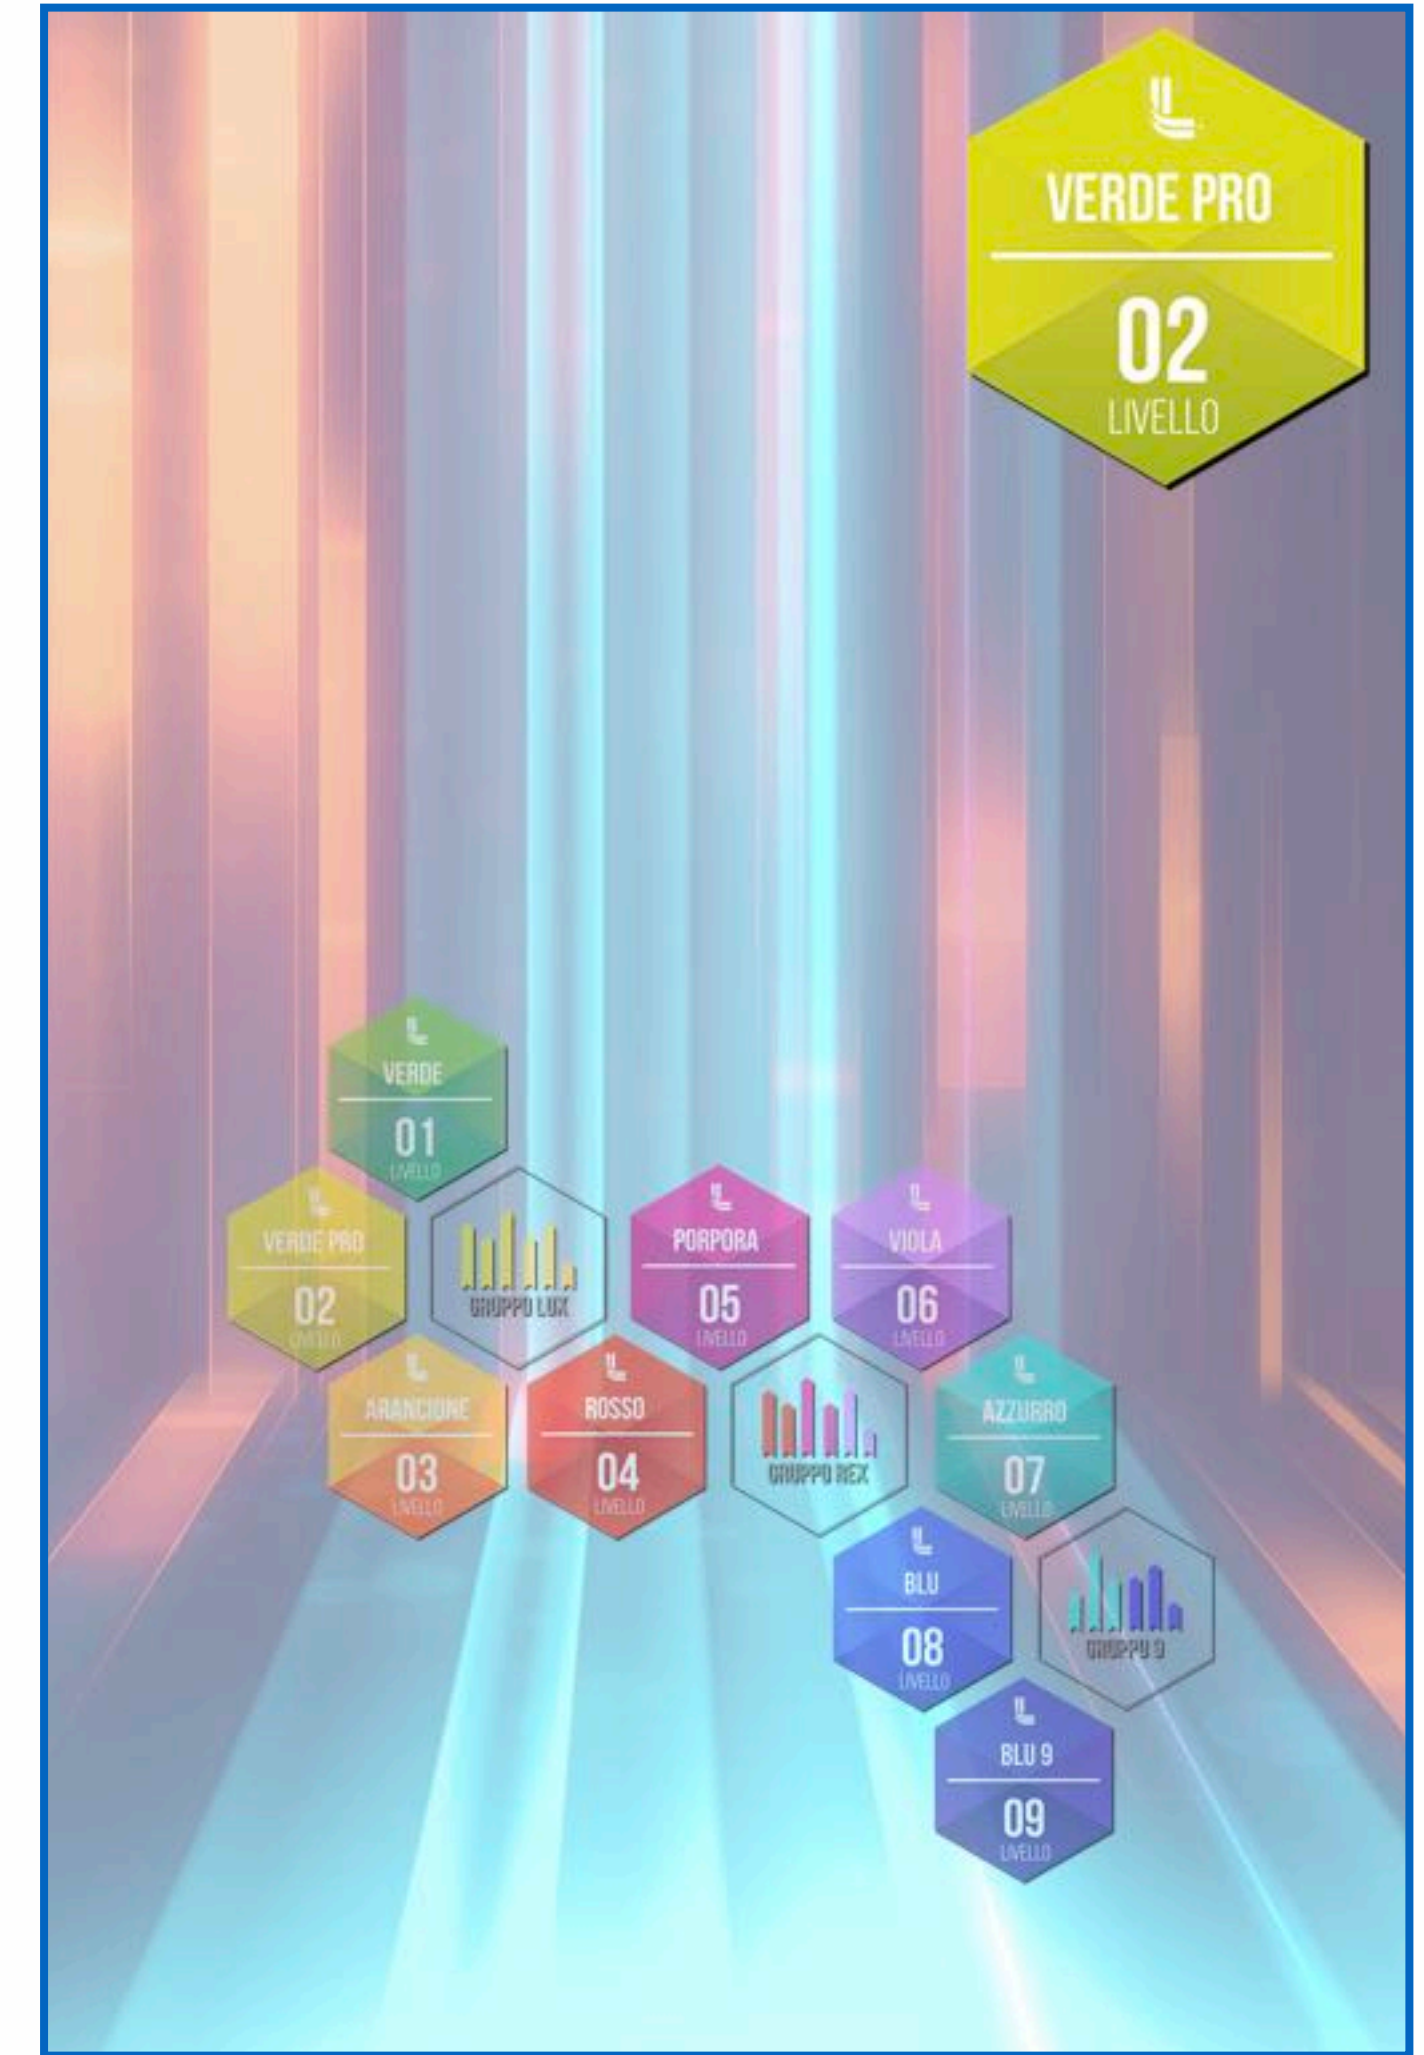 VERDE PRO
02
LIVELLO
VERDE
01
LIVELLO
VERDE PRO
02
LIVELLO
GRUPPO LUX
PORPORA
05
LIVELLO
VIOLA
06
LIVELLO
ARANCIONE
03
LIVELLO
ROSSO
04
LIVELLO
GRUPPO REX
AZZURRO
07
LIVELLO
BLU
08
LIVELLO
GRUPPO 9
BLU 9
09
LIVELLO